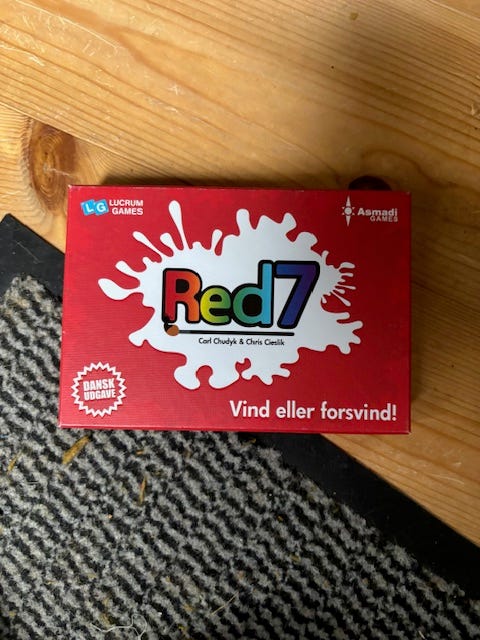 LG LUCRUM
GAMES
Asmadi
GAMES
Red7
Carl Chudyk & Chris Cieslik
DANSK
UDGAVE
Vind eller forsvind!